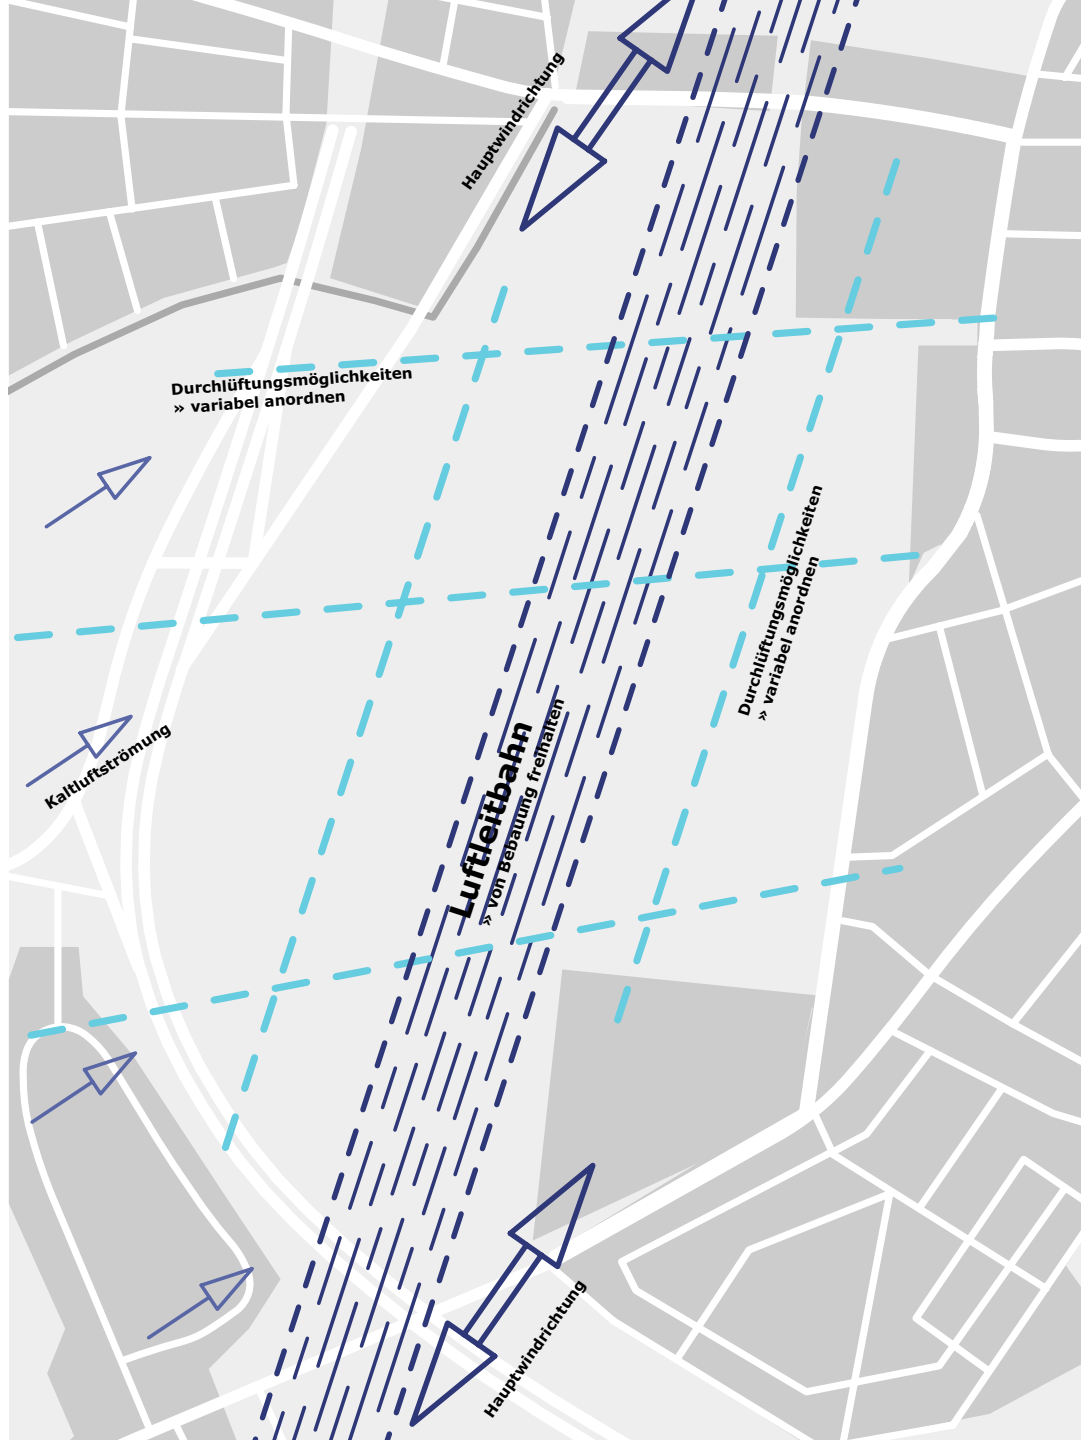 Hauptwindrichtung
Durchlüftungsmöglichkeiten
» variabel anordnen
Durchlüftungsmöglichkeiten
» variabel anordnen
Kaltluftströmung
Luftleitbahn
» von Bebauung freihalten
Hauptwindrichtung